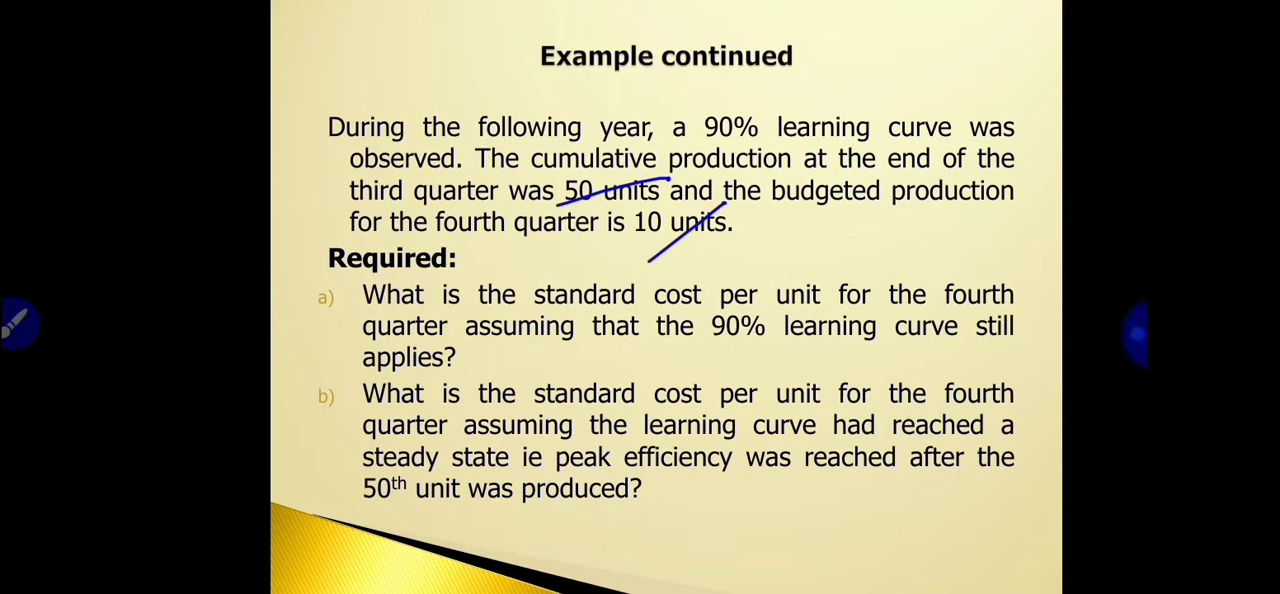 Example continued
During the following year, a 90% learning curve was
observed. The cumulative production at the end of the
third quarter was 50 units and the budgeted production
for the fourth quarter is 10 units.
Required:
a) What is the standard cost per unit for the fourth
quarter assuming that the 90% learning curve still
applies?
b) What is the standard cost per unit for the fourth
quarter assuming the learning curve had reached a
steady state ie peak efficiency was reached after the
50th unit was produced?